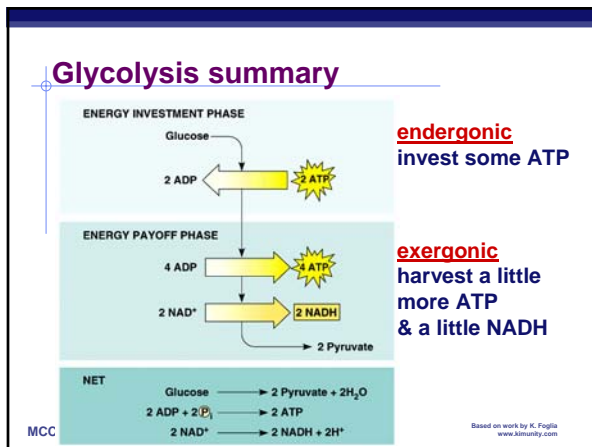 Glycolysis summary
ENERGY INVESTMENT PHASE
Glucose
2 ADP 2 ATP
endergonic
invest some ATP
ENERGY PAYOFF PHASE
4 ADP 4 ATP
2 NAD⁺ 2 NADH
2 Pyruvate
exergonic
harvest a little
more ATP
& a little NADH
NET
Glucose → 2 Pyruvate + 2H₂O
2 ADP + 2 Pᵢ → 2 ATP
2 NAD⁺ → 2 NADH + 2H⁺
MCC
Based on work by K. Foglia
www.kimunity.com